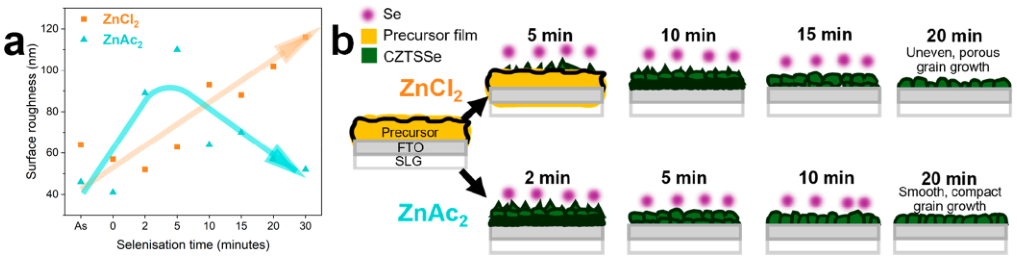 a
ZnCl2
ZnAc2
Surface roughness (nm)
120
100
80
60
40
As 0 2 5 10 15 20 30
Selenisation time (minutes)
b
Se
Precursor film
CZTSSe
ZnCl2
5 min
10 min
15 min
20 min
Uneven, porous
grain growth
Precursor
FTO
SLG
ZnAc2
2 min
5 min
10 min
20 min
Smooth, compact
grain growth